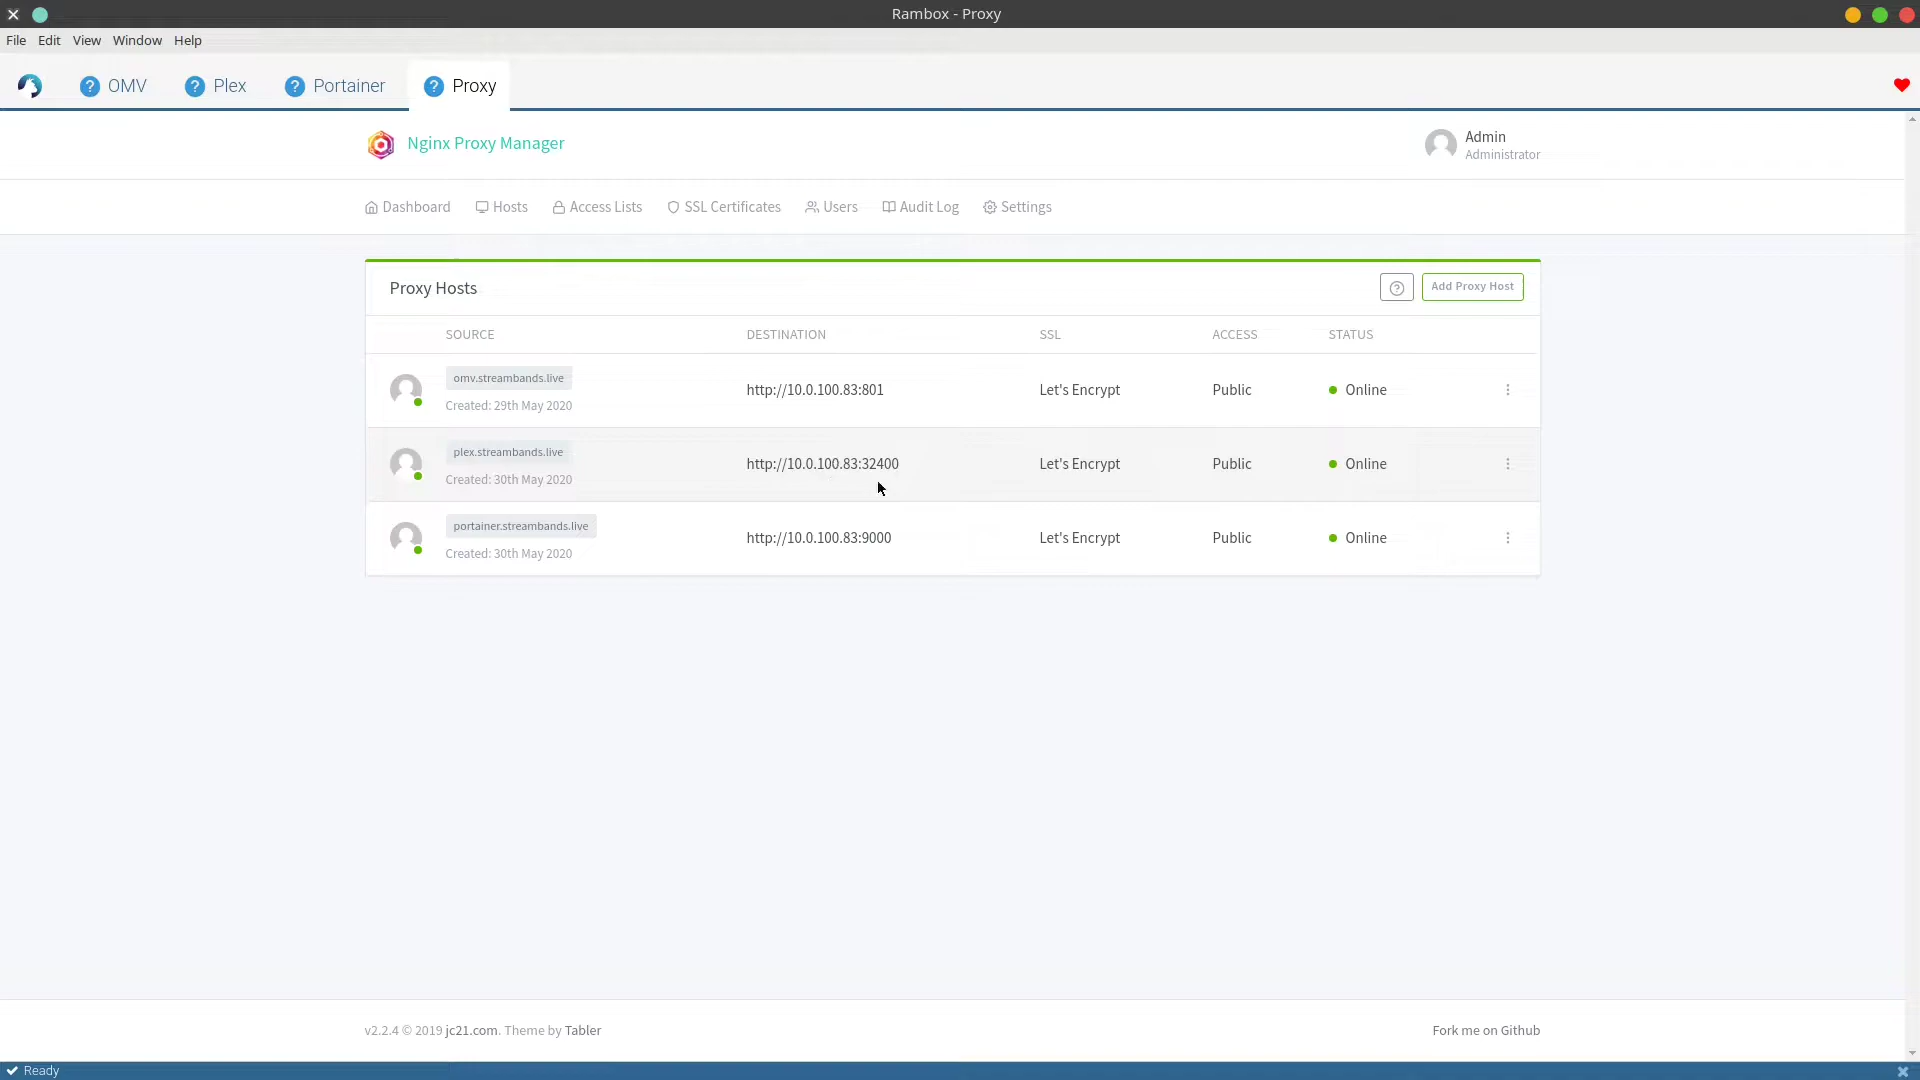 Rambox - Proxy
File Edit View Window Help
OMV Plex Portainer Proxy
Nginx Proxy Manager
Admin
Administrator
Dashboard Hosts Access Lists SSL Certificates Users Audit Log Settings
Proxy Hosts
Add Proxy Host
SOURCE DESTINATION SSL ACCESS STATUS
omv.streambands.live
Created: 29th May 2020
http://10.0.100.83:801 Let's Encrypt Public Online
plex.streambands.live
Created: 30th May 2020
http://10.0.100.83:32400 Let's Encrypt Public Online
portainer.streambands.live
Created: 30th May 2020
http://10.0.100.83:9000 Let's Encrypt Public Online
v2.2.4 © 2019 jc21.com. Theme by Tabler
Fork me on Github
Ready